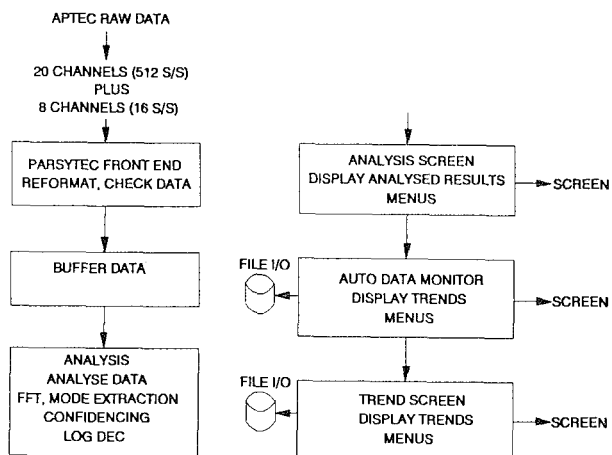 APTEC RAW DATA
20 CHANNELS (512 S/S)
PLUS
8 CHANNELS (16 S/S)
PARSYTEC FRONT END
REFORMAT, CHECK DATA
BUFFER DATA
ANALYSIS
ANALYSE DATA
FFT, MODE EXTRACTION
CONFIDENCING
LOG DEC
ANALYSIS SCREEN
DISPLAY ANALYSED RESULTS
MENUS
SCREEN
FILE I/O
AUTO DATA MONITOR
DISPLAY TRENDS
MENUS
SCREEN
FILE I/O
TREND SCREEN
DISPLAY TRENDS
MENUS
SCREEN